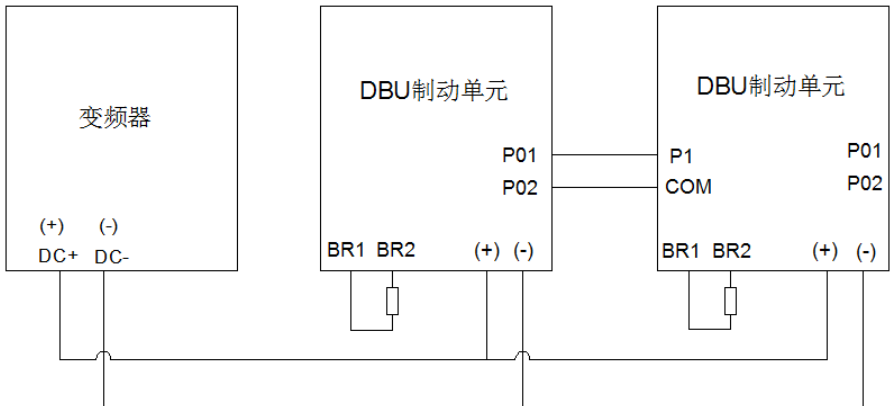 变频器
(+) (-)
DC+ DC-
DBU制动单元
P01
P02
BR1 BR2 (+) (-)
DBU制动单元
P1 P01
COM P02
BR1 BR2 (+) (-)